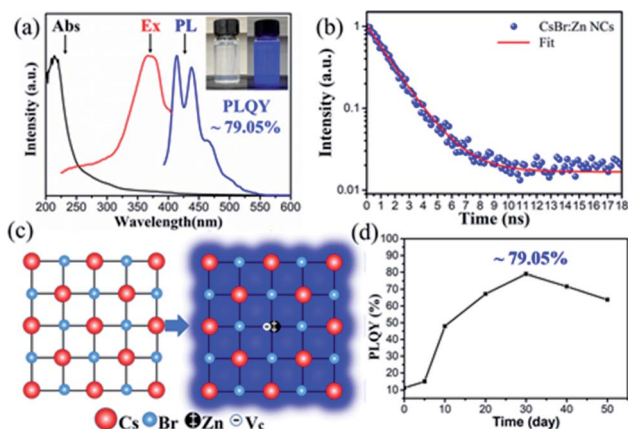 (a)
Abs
Ex
PL
PLQY
~ 79.05%
Intensity (a.u.)
200 250 300 350 400 450 500 550 600
Wavelength(nm)
(b)
CsBr:Zn NCs
Fit
1
0.1
0.01
Intensity (a.u.)
0 1 2 3 4 5 6 7 8 9 10 11 12 13 14 15 16 17 18
Time (ns)
(c)
Cs Br Zn Vc
(d)
~ 79.05%
100
90
80
70
60
50
40
30
20
10
PLQY (%)
0 10 20 30 40 50
Time (day)